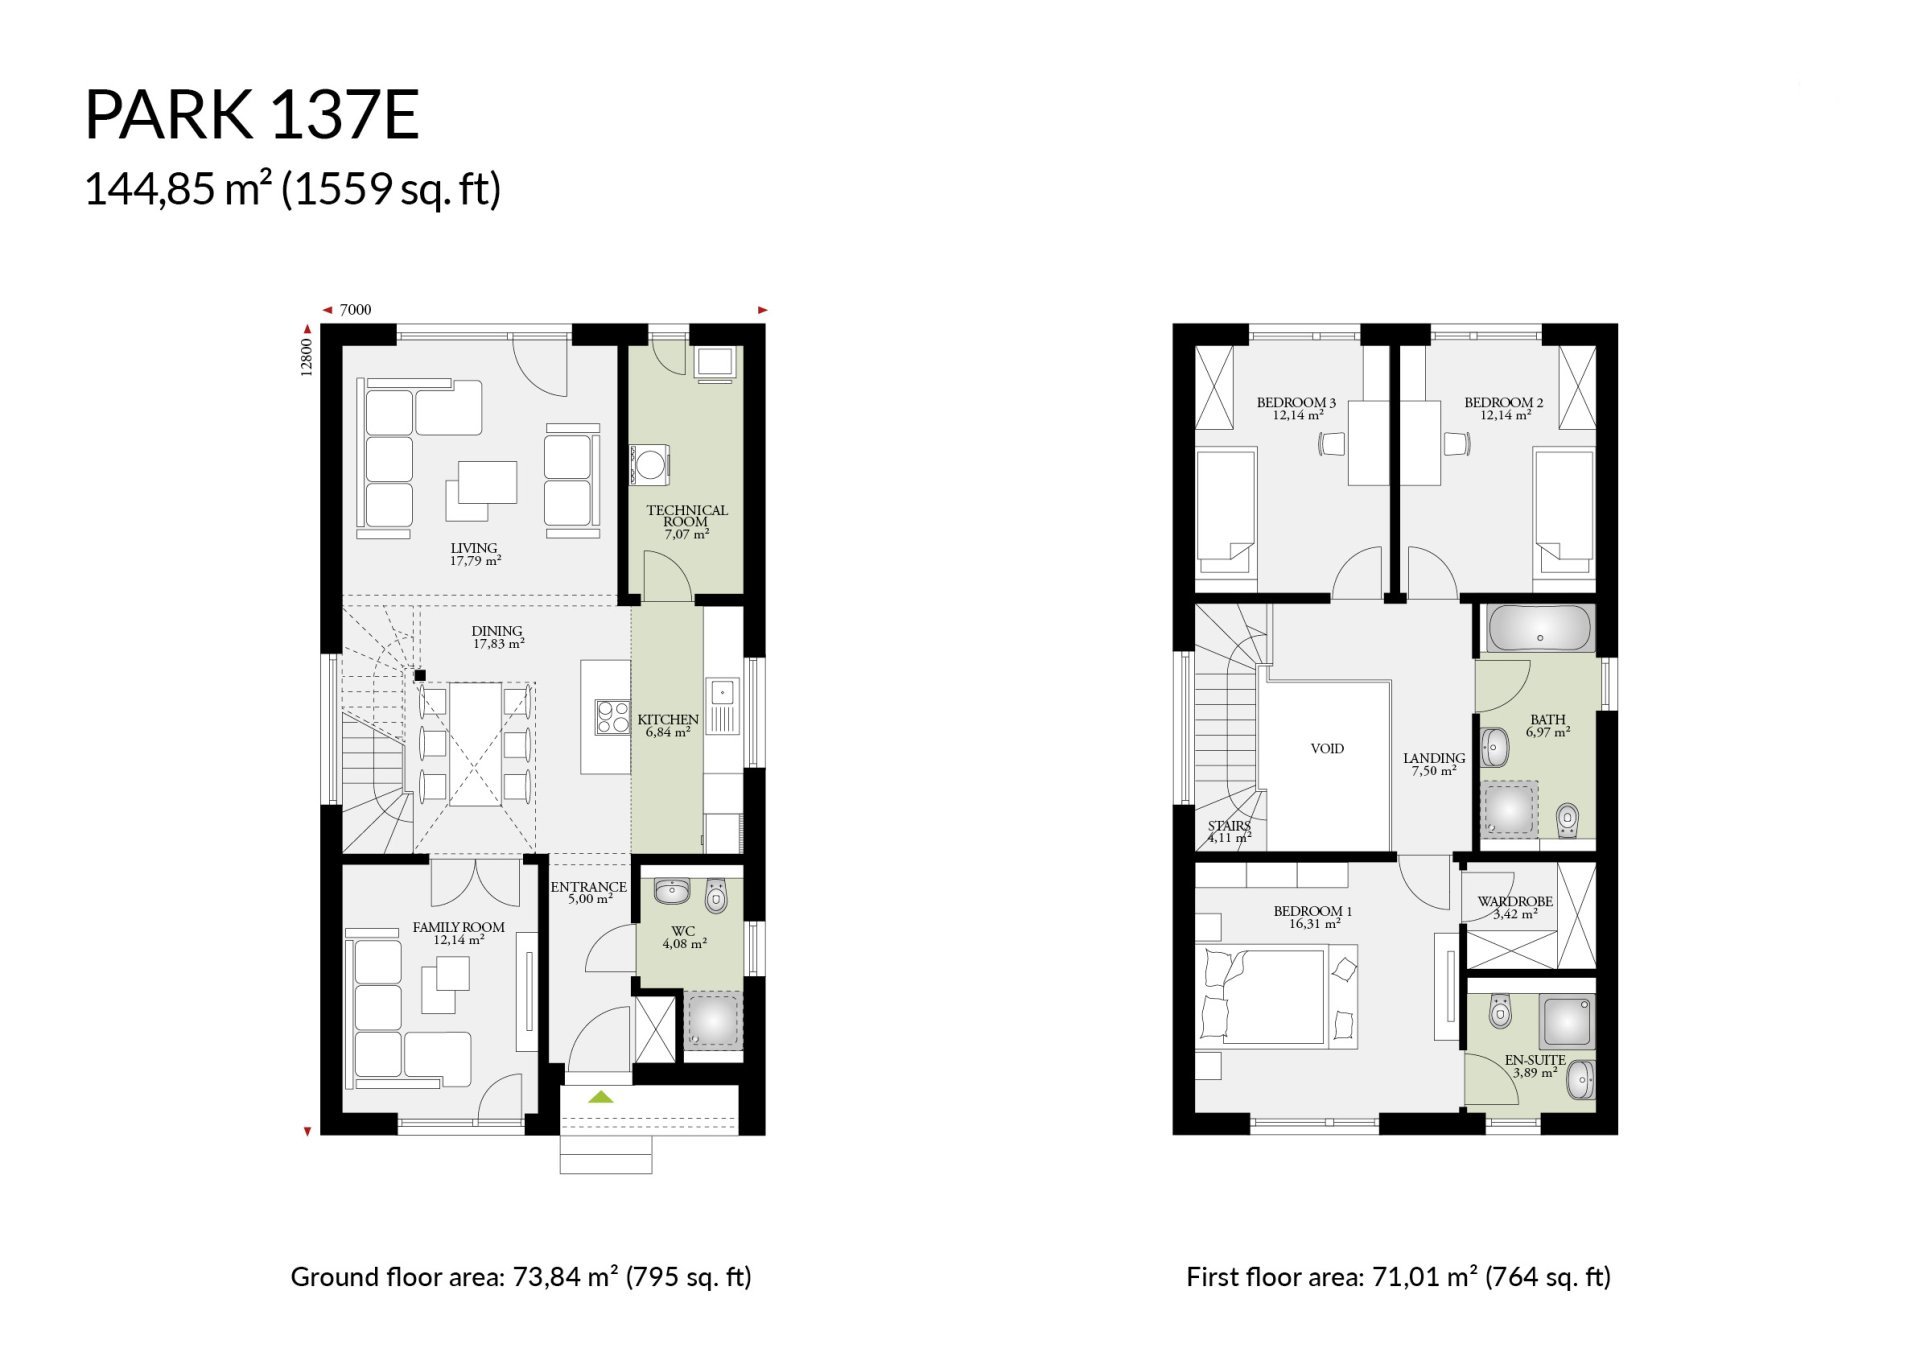 PARK 137E
144,85 m² (1559 sq. ft)
7000
12800
LIVING
17,79 m²
TECHNICAL
ROOM
7,07 m²
DINING
17,83 m²
KITCHEN
6,84 m²
ENTRANCE
5,00 m²
FAMILY ROOM
12,14 m²
WC
4,08 m²
BEDROOM 3
12,14 m²
BEDROOM 2
12,14 m²
BATH
6,97 m²
VOID
LANDING
7,50 m²
STAIRS
4,11 m²
WARDROBE
3,42 m²
BEDROOM 1
16,31 m²
EN-SUITE
3,89 m²
Ground floor area: 73,84 m² (795 sq. ft)
First floor area: 71,01 m² (764 sq. ft)